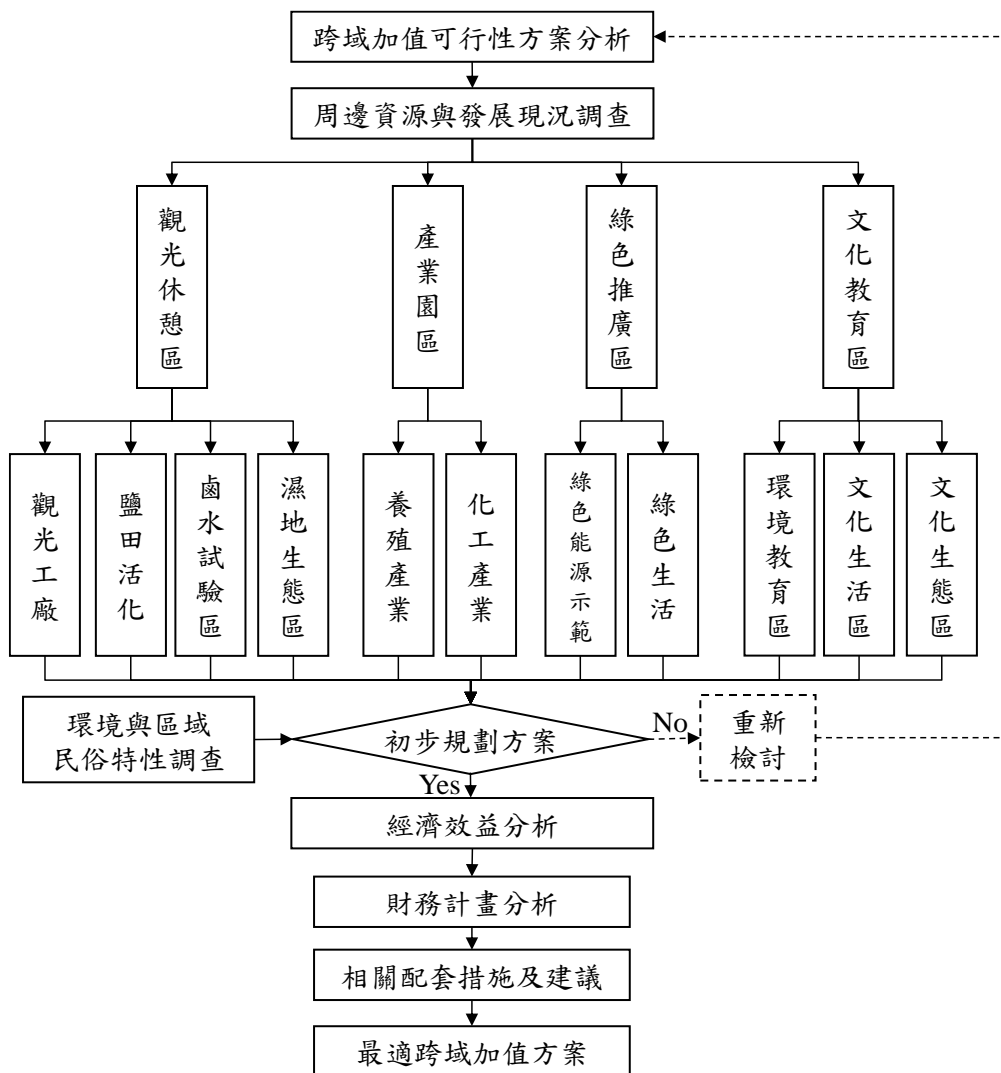 跨域加值可行性方案分析
周邊資源與發展現況調查
觀光休憩區
產業園區
綠色推廣區
文化教育區
觀光工廠
鹽田活化
鹵水試驗區
濕地生態區
養殖產業
化工產業
綠色能源示範
綠色生活
環境教育區
文化生活區
文化生態區
環境與區域
民俗特性調查
初步規劃方案
No
重新
檢討
Yes
經濟效益分析
財務計畫分析
相關配套措施及建議
最適跨域加值方案